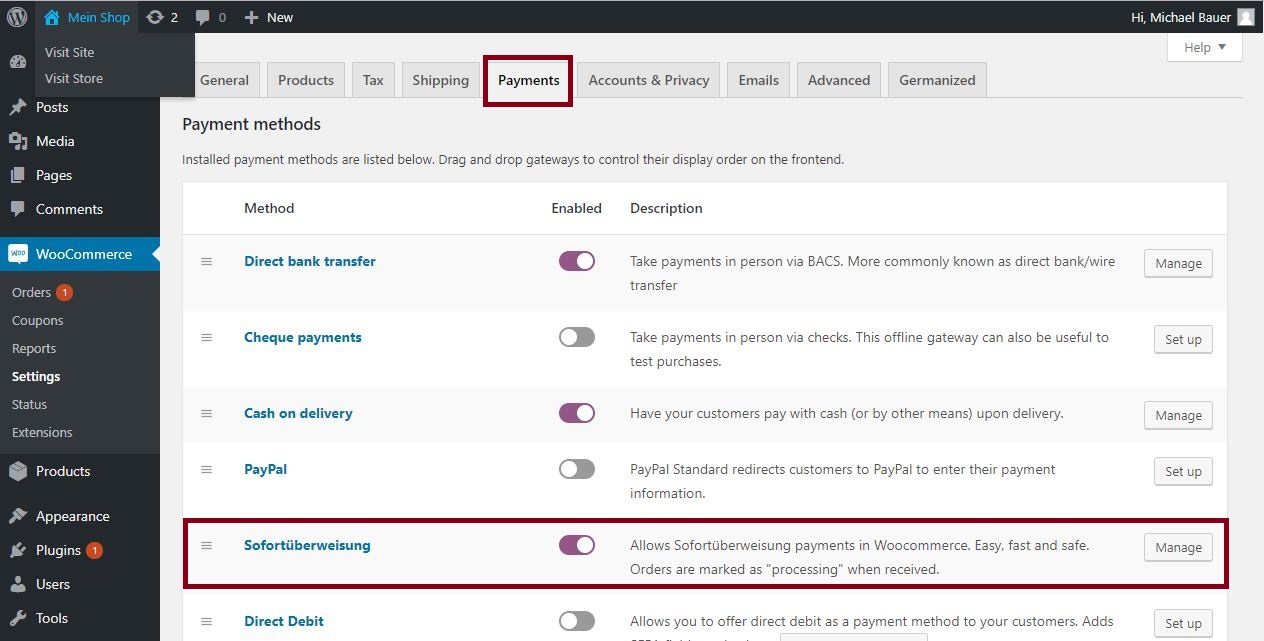 Mein Shop 2 0 New Hi, Michael Bauer
Visit Site
Visit Store
Help
General Products Tax Shipping Payments Accounts & Privacy Emails Advanced Germanized
Posts
Media
Pages
Comments
WooCommerce
Orders 1
Coupons
Reports
Settings
Status
Extensions
Products
Appearance
Plugins 1
Users
Tools
Payment methods
Installed payment methods are listed below. Drag and drop gateways to control their display order on the frontend.
Method Enabled Description
Direct bank transfer Take payments in person via BACS. More commonly known as direct bank/wire Manage
transfer
Cheque payments Take payments in person via checks. This offline gateway can also be useful to Set up
test purchases.
Cash on delivery Have your customers pay with cash (or by other means) upon delivery. Manage
PayPal PayPal Standard redirects customers to PayPal to enter their payment Set up
information.
Sofortüberweisung Allows Sofortüberweisung payments in Woocommerce. Easy, fast and safe. Manage
Orders are marked as "processing" when received.
Direct Debit Allows you to offer direct debit as a payment method to your customers. Adds Set up